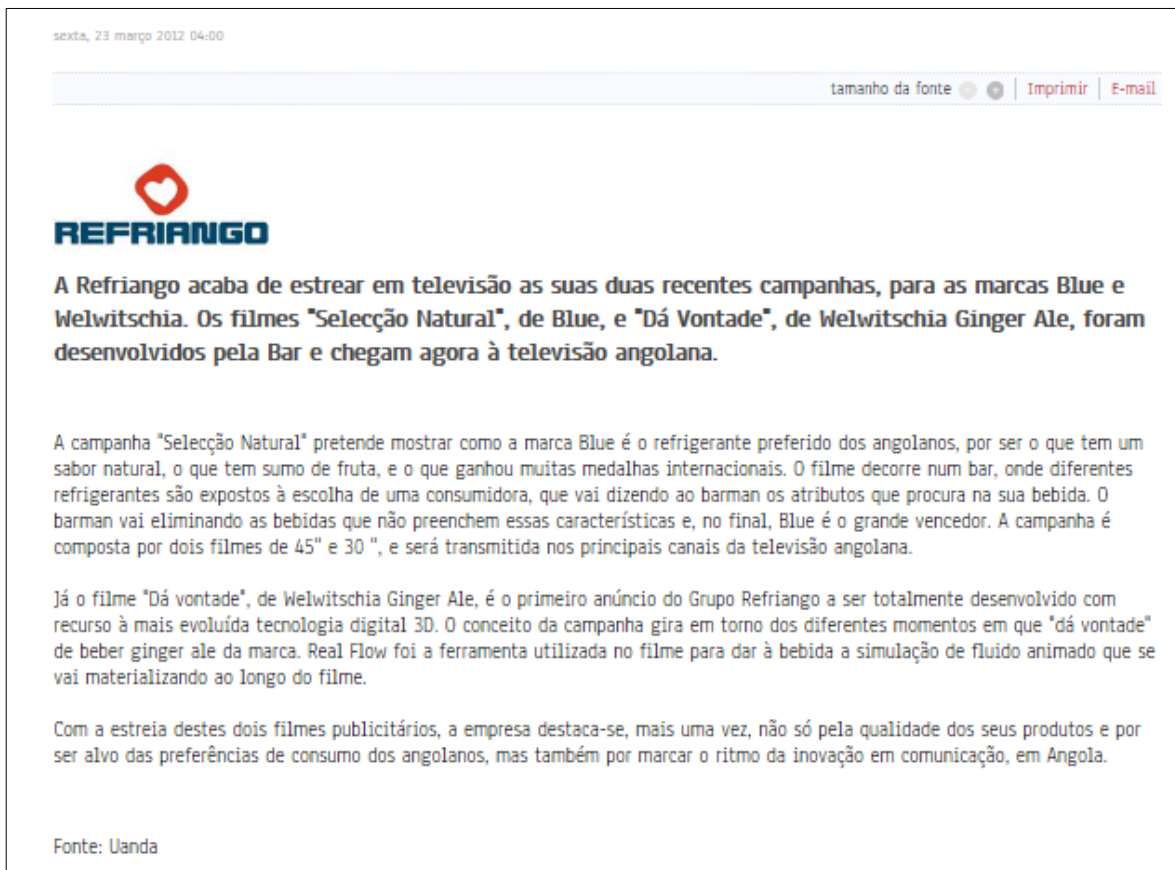 sexta, 23 março 2012 04:00
tamanho da fonte Imprimir E-mail
REFRIANGO
A Refriango acaba de estrear em televisão as suas duas recentes campanhas, para as marcas Blue e
Welwitschia. Os filmes "Selecção Natural", de Blue, e "Dá Vontade", de Welwitschia Ginger Ale, foram
desenvolvidos pela Bar e chegam agora à televisão angolana.
A campanha "Selecção Natural" pretende mostrar como a marca Blue é o refrigerante preferido dos angolanos, por ser o que tem um
sabor natural, o que tem sumo de fruta, e o que ganhou muitas medalhas internacionais. O filme decorre num bar, onde diferentes
refrigerantes são expostos à escolha de uma consumidora, que vai dizendo ao barman os atributos que procura na sua bebida. O
barman vai eliminando as bebidas que não preenchem essas características e, no final, Blue é o grande vencedor. A campanha é
composta por dois filmes de 45" e 30 ", e será transmitida nos principais canais da televisão angolana.
Já o filme "Dá vontade", de Welwitschia Ginger Ale, é o primeiro anúncio do Grupo Refriango a ser totalmente desenvolvido com
recurso à mais evoluída tecnologia digital 3D. O conceito da campanha gira em torno dos diferentes momentos em que "dá vontade"
de beber ginger ale da marca. Real Flow foi a ferramenta utilizada no filme para dar à bebida a simulação de fluido animado que se
vai materializando ao longo do filme.
Com a estreia destes dois filmes publicitários, a empresa destaca-se, mais uma vez, não só pela qualidade dos seus produtos e por
ser alvo das preferências de consumo dos angolanos, mas também por marcar o ritmo da inovação em comunicação, em Angola.
Fonte: Uanda